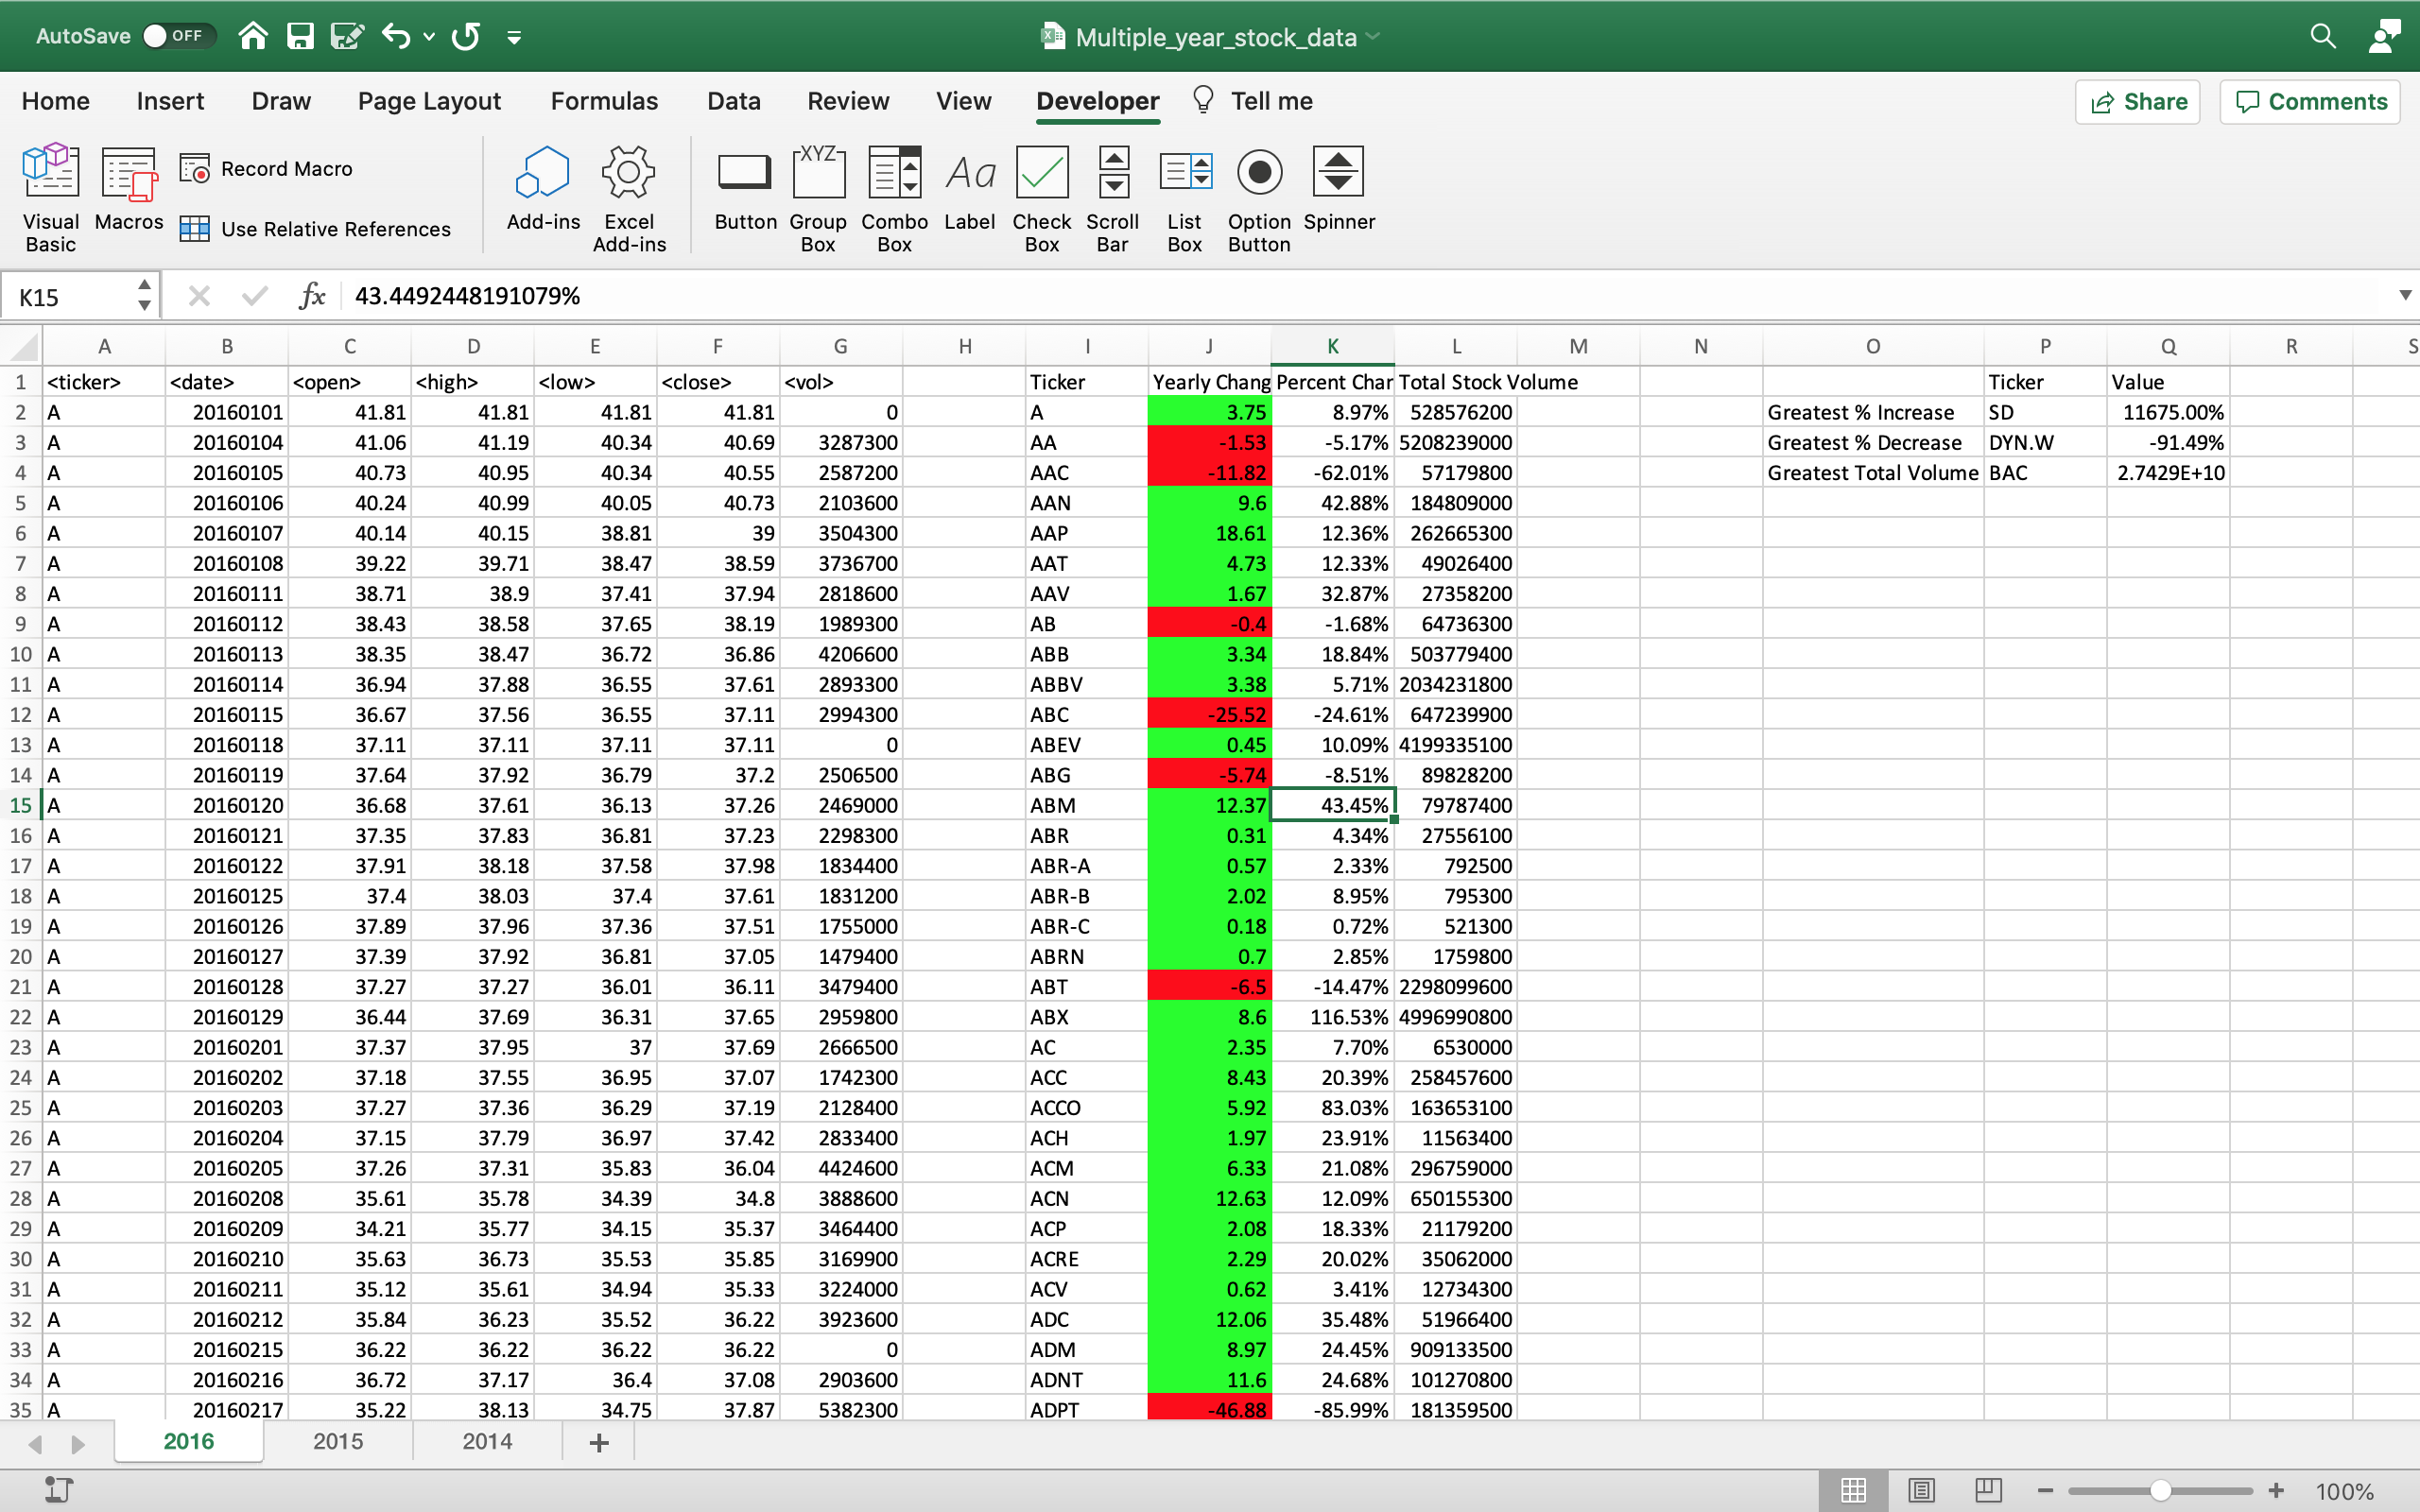 AutoSave OFF Multiple_year_stock_data
Home Insert Draw Page Layout Formulas Data Review View Developer Tell me Share Comments
Visual Basic Macros Record Macro Use Relative References Add-ins Excel Add-ins Button Group Box Combo Box Label Check Box Scroll Bar List Box Option Button Spinner
XYZ Aa
K15 fx 43.4492448191079%
A B C D E F G H I J K L M N O P Q R S
1 <ticker> <date> <open> <high> <low> <close> <vol> Ticker Yearly Chang Percent Char Total Stock Volume Ticker Value
2 A 20160101 41.81 41.81 41.81 41.81 0 A 3.75 8.97% 528576200 Greatest % Increase SD 11675.00%
3 A 20160104 41.06 41.19 40.34 40.69 3287300 AA -1.53 -5.17% 5208239000 Greatest % Decrease DYN.W -91.49%
4 A 20160105 40.73 40.95 40.34 40.55 2587200 AAC -11.82 -62.01% 57179800 Greatest Total Volume BAC 2.7429E+10
5 A 20160106 40.24 40.99 40.05 40.73 2103600 AAN 9.6 42.88% 184809000
6 A 20160107 40.14 40.15 38.81 39 3504300 AAP 18.61 12.36% 262665300
7 A 20160108 39.22 39.71 38.47 38.59 3736700 AAT 4.73 12.33% 49026400
8 A 20160111 38.71 38.9 37.41 37.94 2818600 AAV 1.67 32.87% 27358200
9 A 20160112 38.43 38.58 37.65 38.19 1989300 AB -0.4 -1.68% 64736300
10 A 20160113 38.35 38.47 36.72 36.86 4206600 ABB 3.34 18.84% 503779400
11 A 20160114 36.94 37.88 36.55 37.61 2893300 ABBV 3.38 5.71% 2034231800
12 A 20160115 36.67 37.56 36.55 37.11 2994300 ABC -25.52 -24.61% 647239900
13 A 20160118 37.11 37.11 37.11 37.11 0 ABEV 0.45 10.09% 4199335100
14 A 20160119 37.64 37.92 36.79 37.2 2506500 ABG -5.74 -8.51% 89828200
15 A 20160120 36.68 37.61 36.13 37.26 2469000 ABM 12.37 43.45% 79787400
16 A 20160121 37.35 37.83 36.81 37.23 2298300 ABR 0.31 4.34% 27556100
17 A 20160122 37.91 38.18 37.58 37.98 1834400 ABR-A 0.57 2.33% 792500
18 A 20160125 37.4 38.03 37.4 37.61 1831200 ABR-B 2.02 8.95% 795300
19 A 20160126 37.89 37.96 37.36 37.51 1755000 ABR-C 0.18 0.72% 521300
20 A 20160127 37.39 37.92 36.81 37.05 1479400 ABRN 0.7 2.85% 1759800
21 A 20160128 37.27 37.27 36.01 36.11 3479400 ABT -6.5 -14.47% 2298099600
22 A 20160129 36.44 37.69 36.31 37.65 2959800 ABX 8.6 116.53% 4996990800
23 A 20160201 37.37 37.95 37 37.69 2666500 AC 2.35 7.70% 6530000
24 A 20160202 37.18 37.55 36.95 37.07 1742300 ACC 8.43 20.39% 258457600
25 A 20160203 37.27 37.36 36.29 37.19 2128400 ACCO 5.92 83.03% 163653100
26 A 20160204 37.15 37.79 36.97 37.42 2833400 ACH 1.97 23.91% 11563400
27 A 20160205 37.26 37.31 35.83 36.04 4424600 ACM 6.33 21.08% 296759000
28 A 20160208 35.61 35.78 34.39 34.8 3888600 ACN 12.63 12.09% 650155300
29 A 20160209 34.21 35.77 34.15 35.37 3464400 ACP 2.08 18.33% 21179200
30 A 20160210 35.63 36.73 35.53 35.85 3169900 ACRE 2.29 20.02% 35062000
31 A 20160211 35.12 35.61 34.94 35.33 3224000 ACV 0.62 3.41% 12734300
32 A 20160212 35.84 36.23 35.52 36.22 3923600 ADC 12.06 35.48% 51966400
33 A 20160215 36.22 36.22 36.22 36.22 0 ADM 8.97 24.45% 909133500
34 A 20160216 36.72 37.17 36.4 37.08 2903600 ADNT 11.6 24.68% 101270800
35 A 20160217 35.22 38.13 34.75 37.87 5382300 ADPT -46.88 -85.99% 181359500
2016 2015 2014 +
100%